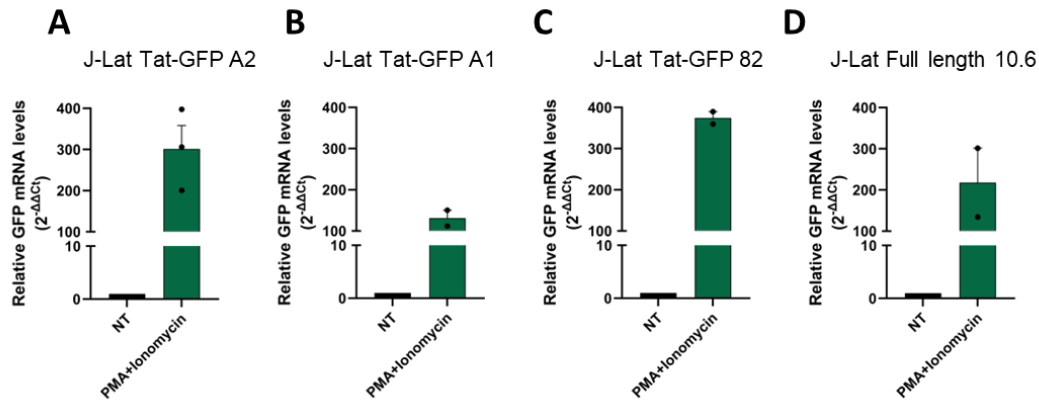 A
J-Lat Tat-GFP A2
Relative GFP mRNA levels
(2-ΔΔCt)
400
300
200
100
10
0
NT
PMA+Ionomycin
B
J-Lat Tat-GFP A1
Relative GFP mRNA levels
(2-ΔΔCt)
400
300
200
100
10
0
NT
PMA+Ionomycin
C
J-Lat Tat-GFP 82
Relative GFP mRNA levels
(2-ΔΔCt)
400
300
200
100
10
0
NT
PMA+Ionomycin
D
J-Lat Full length 10.6
Relative GFP mRNA levels
(2-ΔΔCt)
400
300
200
100
10
0
NT
PMA+Ionomycin